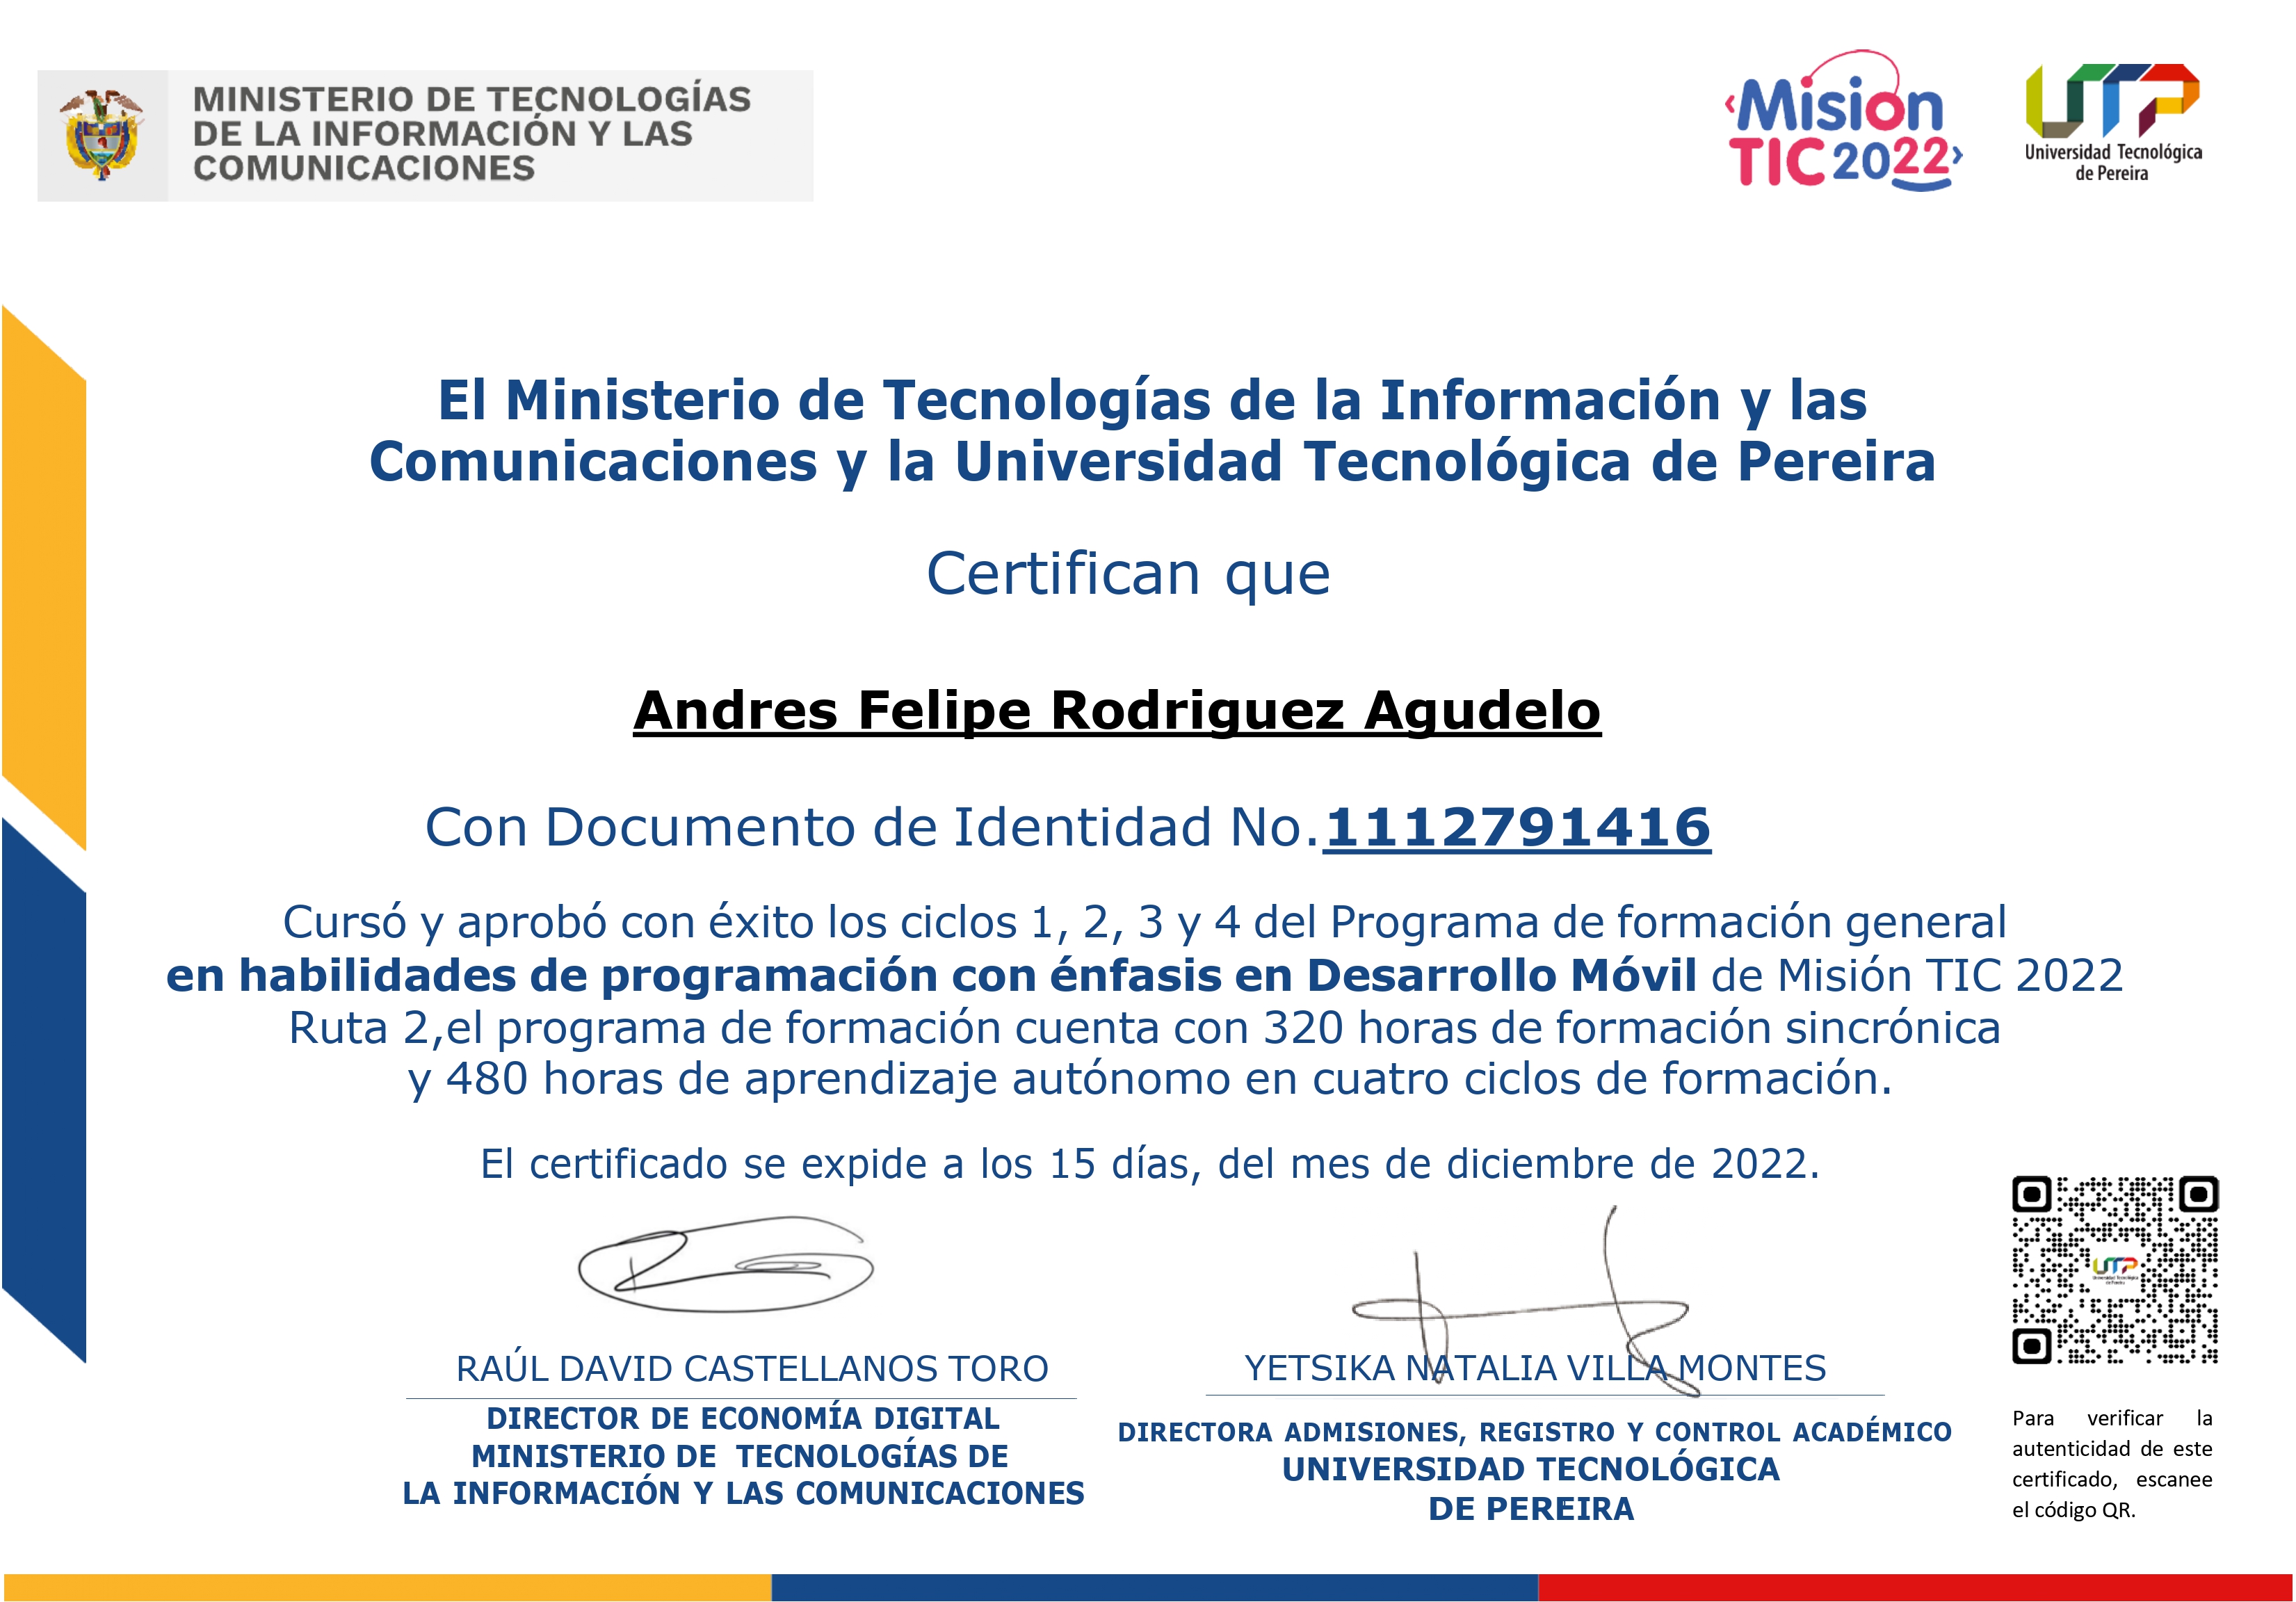 MINISTERIO DE TECNOLOGÍAS
DE LA INFORMACIÓN Y LAS
COMUNICACIONES
‹Mision
TIC 2022›
UTP
Universidad Tecnológica
de Pereira
El Ministerio de Tecnologías de la Información y las
Comunicaciones y la Universidad Tecnológica de Pereira
Certifican que
Andres Felipe Rodriguez Agudelo
Con Documento de Identidad No.1112791416
Cursó y aprobó con éxito los ciclos 1, 2, 3 y 4 del Programa de formación general
en habilidades de programación con énfasis en Desarrollo Móvil de Misión TIC 2022
Ruta 2,el programa de formación cuenta con 320 horas de formación sincrónica
y 480 horas de aprendizaje autónomo en cuatro ciclos de formación.
El certificado se expide a los 15 días, del mes de diciembre de 2022.
RAÚL DAVID CASTELLANOS TORO
DIRECTOR DE ECONOMÍA DIGITAL
MINISTERIO DE TECNOLOGÍAS DE
LA INFORMACIÓN Y LAS COMUNICACIONES
YETSIKA NATALIA VILLA MONTES
DIRECTORA ADMISIONES, REGISTRO Y CONTROL ACADÉMICO
UNIVERSIDAD TECNOLÓGICA
DE PEREIRA
UTP
Universidad Tecnológica
de Pereira
Para verificar la
autenticidad de este
certificado, escanee
el código QR.